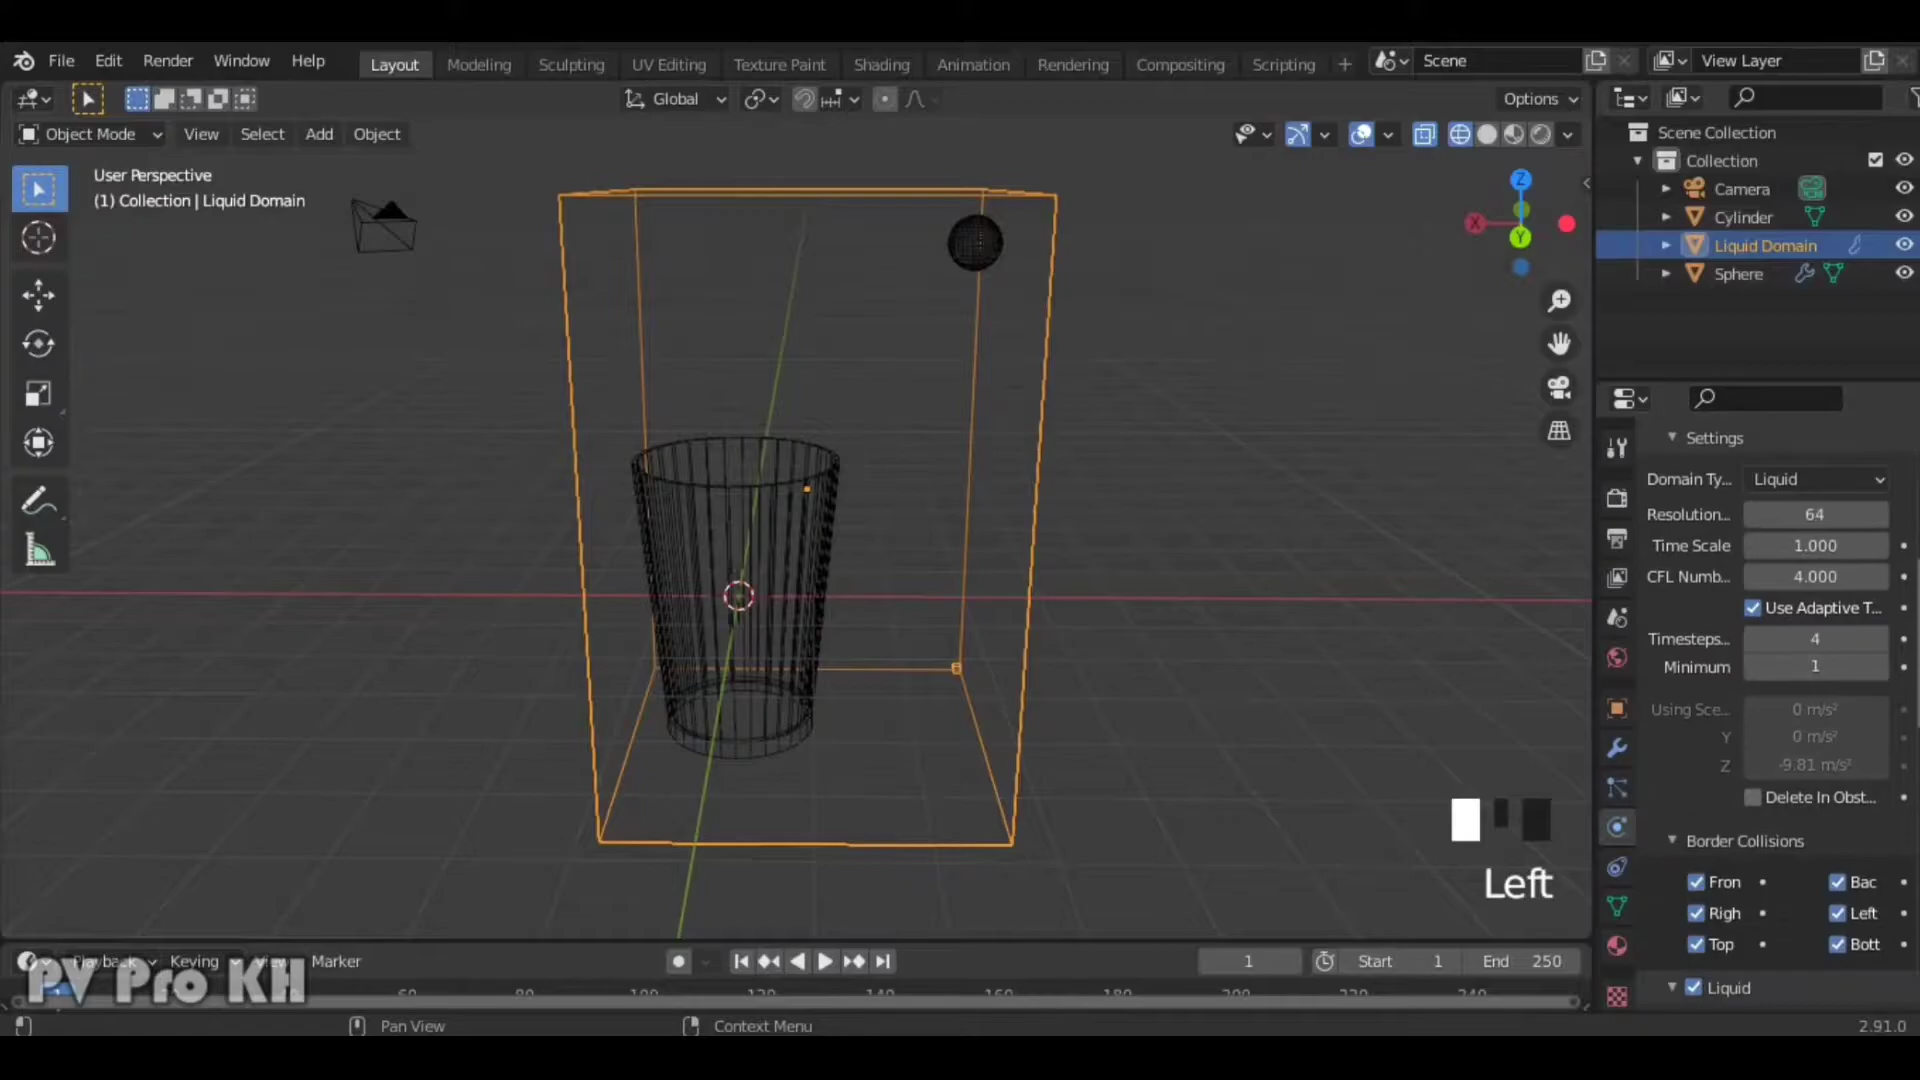 File Edit Render Window Help Layout Modeling Sculpting UV Editing Texture Paint Shading Animation Rendering Compositing Scripting + Scene View Layer
Global Options
Object Mode View Select Add Object
User Perspective
(1) Collection | Liquid Domain
Z
X
Y
Scene Collection
Collection
Camera
Cylinder
Liquid Domain
Sphere
Settings
Domain Ty... Liquid
Resolution... 64
Time Scale 1.000
CFL Numb... 4.000
Use Adaptive T...
Timesteps... 4
Minimum 1
Using Sce... 0 m/s²
Y 0 m/s²
Z -9.81 m/s²
Delete In Obst...
Border Collisions
Fron Bac
Righ Left
Top Bott
Liquid
Left
Playback Keying View Marker 1 Start 1 End 250
PV Pro KH
Pan View Context Menu 2.91.0